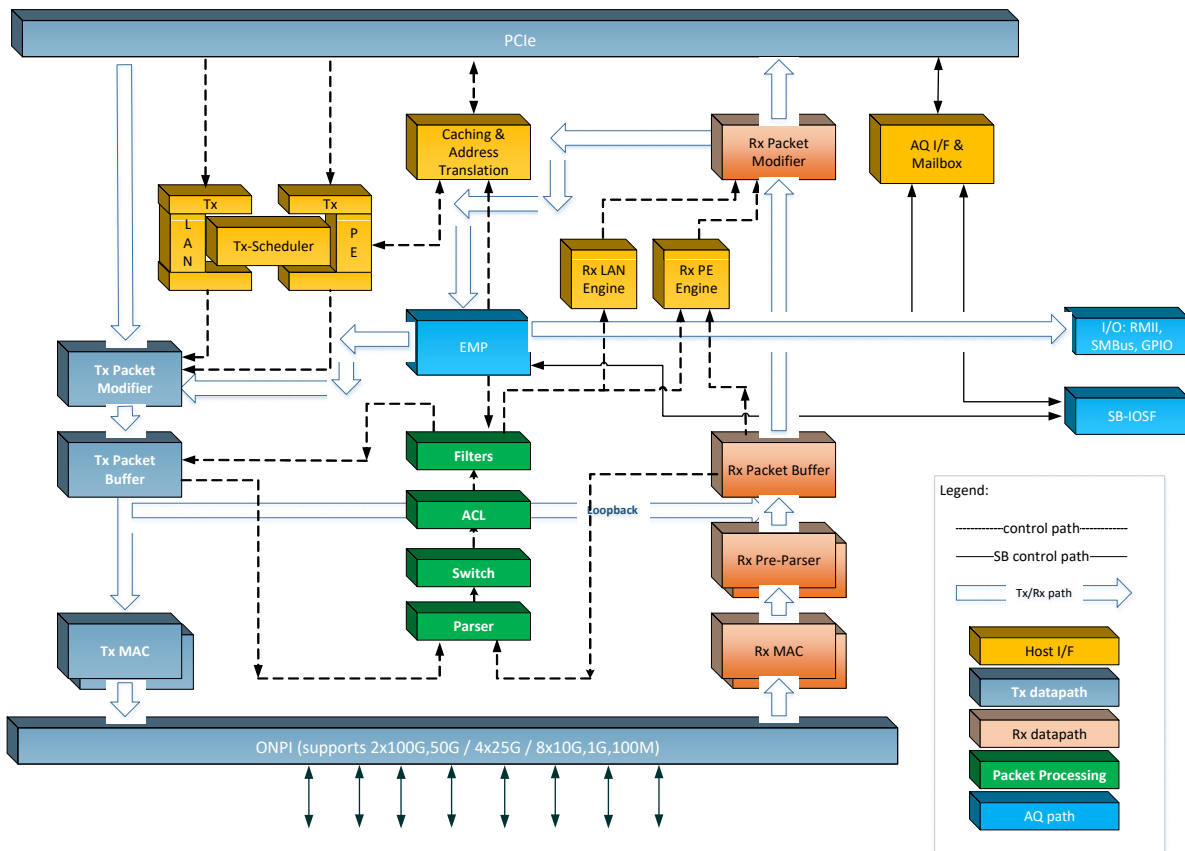 PCIe
Caching &
Address
Translation
Rx Packet
Modifier
AQ I/F &
Mailbox
Tx
Tx
L
A
N
Tx-Scheduler
P
E
Rx LAN
Engine
Rx PE
Engine
EMP
I/O: RMII,
SMBus, GPIO
Tx Packet
Modifier
SB-IOSF
Tx Packet
Buffer
Filters
Rx Packet Buffer
ACL
Loopback
Switch
Rx Pre-Parser
Parser
Tx MAC
Rx MAC
ONPI (supports 2x100G,50G / 4x25G / 8x10G,1G,100M)
Legend:
control path
SB control path
Tx/Rx path
Host I/F
Tx datapath
Rx datapath
Packet Processing
AQ path